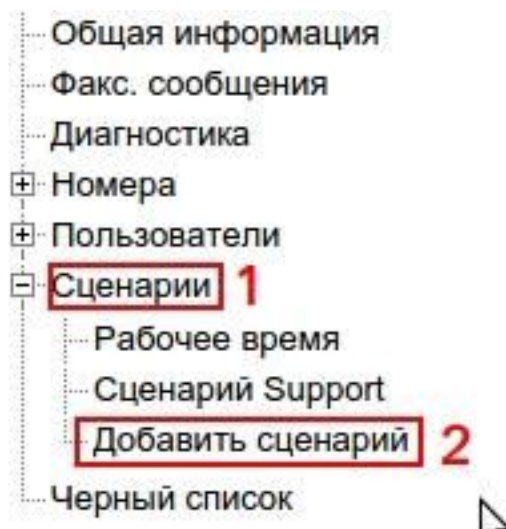 Общая информация
Факс. сообщения
Диагностика
Номера
Пользователи
Сценарии 1
Рабочее время
Сценарий Support
Добавить сценарий 2
Черный список